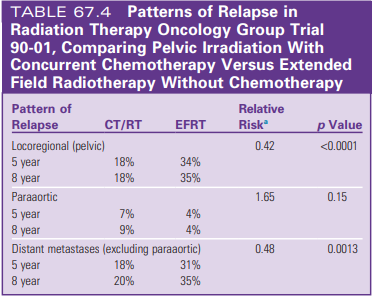 TABLE 67.4 Patterns of Relapse in
Radiation Therapy Oncology Group Trial
90-01, Comparing Pelvic Irradiation With
Concurrent Chemotherapy Versus Extended
Field Radiotherapy Without Chemotherapy
Pattern of Relapse CT/RT EFRT Relative Riskᵃ p Value
Locoregional (pelvic) 0.42 <0.0001
5 year 18% 34%
8 year 18% 35%
Paraaortic 1.65 0.15
5 year 7% 4%
8 year 9% 4%
Distant metastases (excluding paraaortic) 0.48 0.0013
5 year 18% 31%
8 year 20% 35%